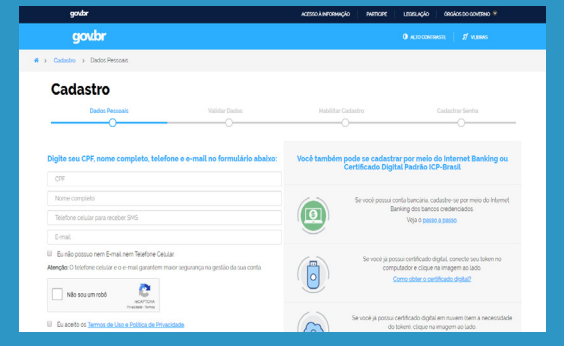 gov.br
ACESSO À INFORMAÇÃO PARTICIPE LEGISLAÇÃO ÓRGÃOS DO GOVERNO
gov.br
ALTO CONTRASTE VLIBRAS
Cadastro > Dados Pessoais
Cadastro
Dados Pessoais Validar Dados Habilitar Cadastro Cadastrar Senha
Digite seu CPF, nome completo, telefone e e-mail no formulário abaixo:
CPF
Nome completo
Telefone celular para receber SMS
E-mail
Eu não possuo nem E-mail nem Telefone Celular.
Atenção: O telefone celular e o e-mail garantem maior segurança na gestão da sua conta.
Não sou um robô
reCAPTCHA
Privacidade - Termos
Eu aceito os Termos de Uso e Política de Privacidade
Você também pode se cadastrar por meio do Internet Banking ou
Certificado Digital Padrão ICP-Brasil
Se você possui conta bancária, cadastre-se por meio do Internet
Banking dos bancos credenciados.
Veja o passo a passo.
Se você já possui certificado digital, conecte seu token no
computador e clique na imagem ao lado.
Como obter o certificado digital?
Se você já possui certificado digital em nuvem (sem a necessidade
do token), clique na imagem ao lado